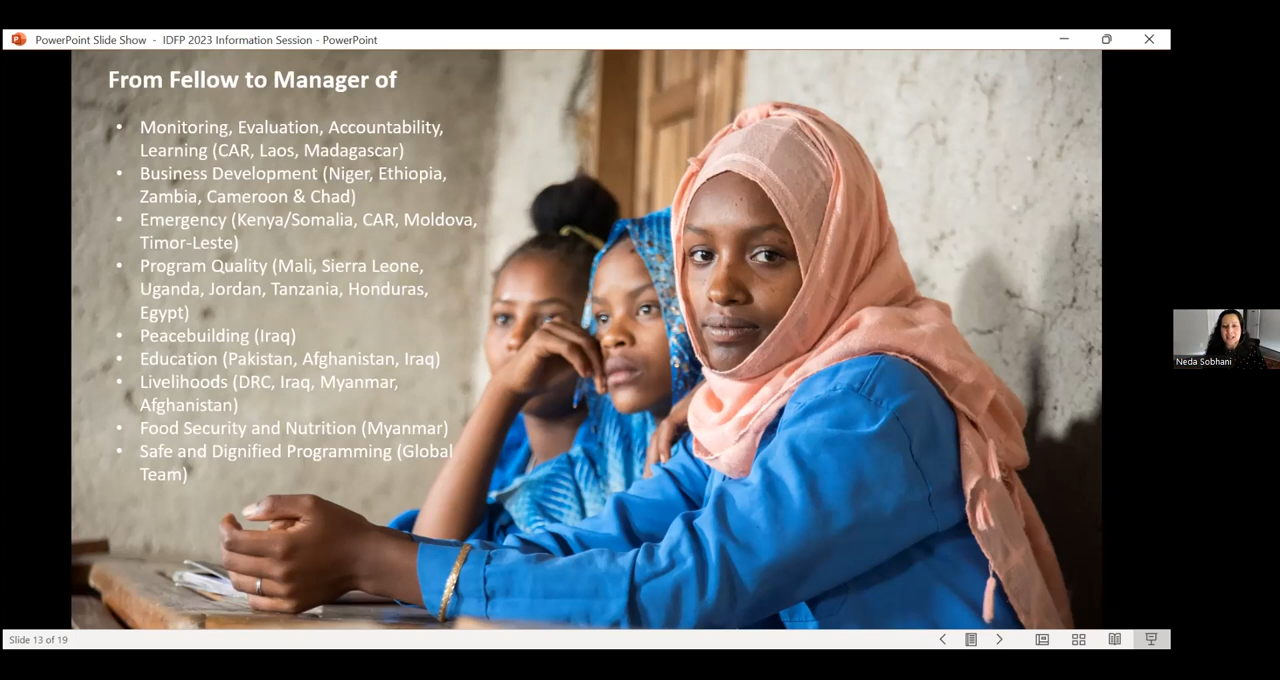 PowerPoint Slide Show - IDFP 2023 Information Session - PowerPoint
From Fellow to Manager of
• Monitoring, Evaluation, Accountability,
Learning (CAR, Laos, Madagascar)
• Business Development (Niger, Ethiopia,
Zambia, Cameroon & Chad)
• Emergency (Kenya/Somalia, CAR, Moldova,
Timor-Leste)
• Program Quality (Mali, Sierra Leone,
Uganda, Jordan, Tanzania, Honduras,
Egypt)
• Peacebuilding (Iraq)
• Education (Pakistan, Afghanistan, Iraq)
• Livelihoods (DRC, Iraq, Myanmar,
Afghanistan)
• Food Security and Nutrition (Myanmar)
• Safe and Dignified Programming (Global
Team)
Neda Sobhani
Slide 13 of 19